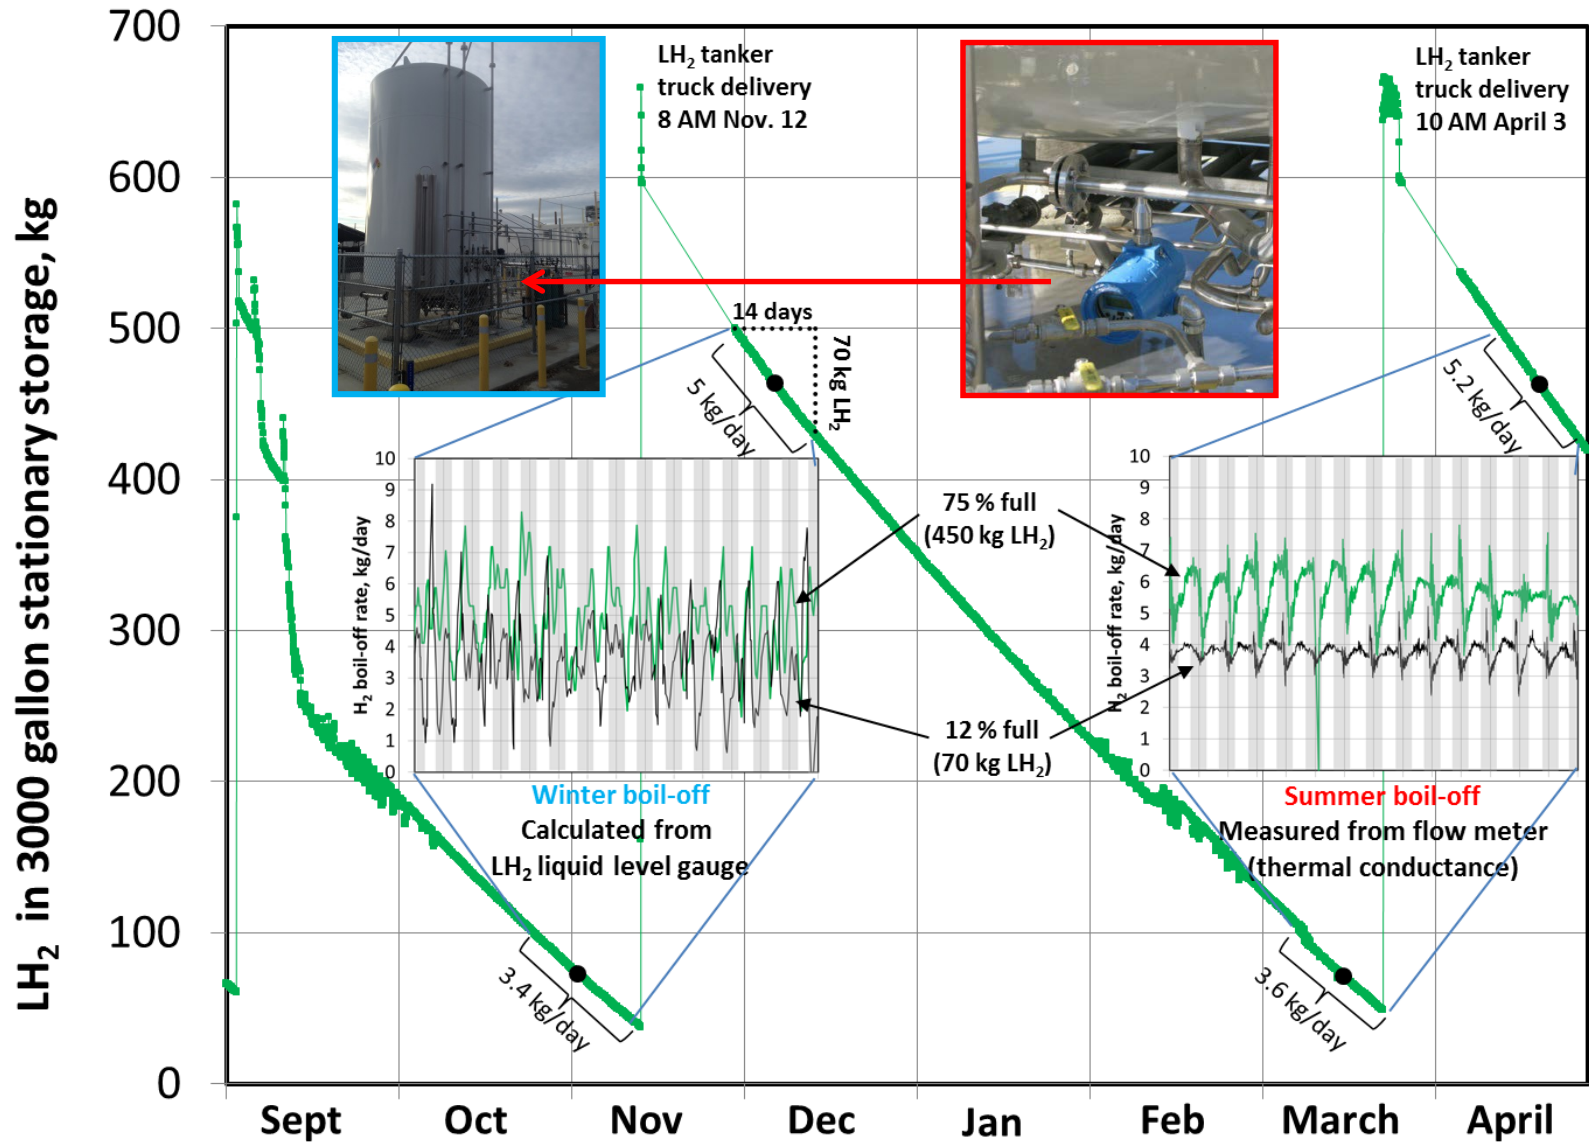 LH2 in 3000 gallon stationary storage, kg
700
600
500
400
300
200
100
0
LH2 tanker
truck delivery
8 AM Nov. 12
LH2 tanker
truck delivery
10 AM April 3
14 days
70 kg LH2
5 kg/day
5.2 kg/day
H2 boil-off rate, kg/day
10
9
8
7
6
5
4
3
2
1
0
75 % full
(450 kg LH2)
12 % full
(70 kg LH2)
H2 boil-off rate, kg/day
10
9
8
7
6
5
4
3
2
1
0
Winter boil-off
Calculated from
LH2 liquid level gauge
Summer boil-off
Measured from flow meter
(thermal conductance)
3.4 kg/day
3.6 kg/day
Sept Oct Nov Dec Jan Feb March April